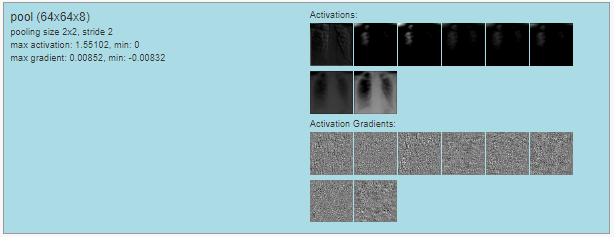 pool (64x64x8)
pooling size 2x2, stride 2
max activation: 1.55102, min: 0
max gradient: 0.00852, min: -0.00832
Activations:
Activation Gradients: